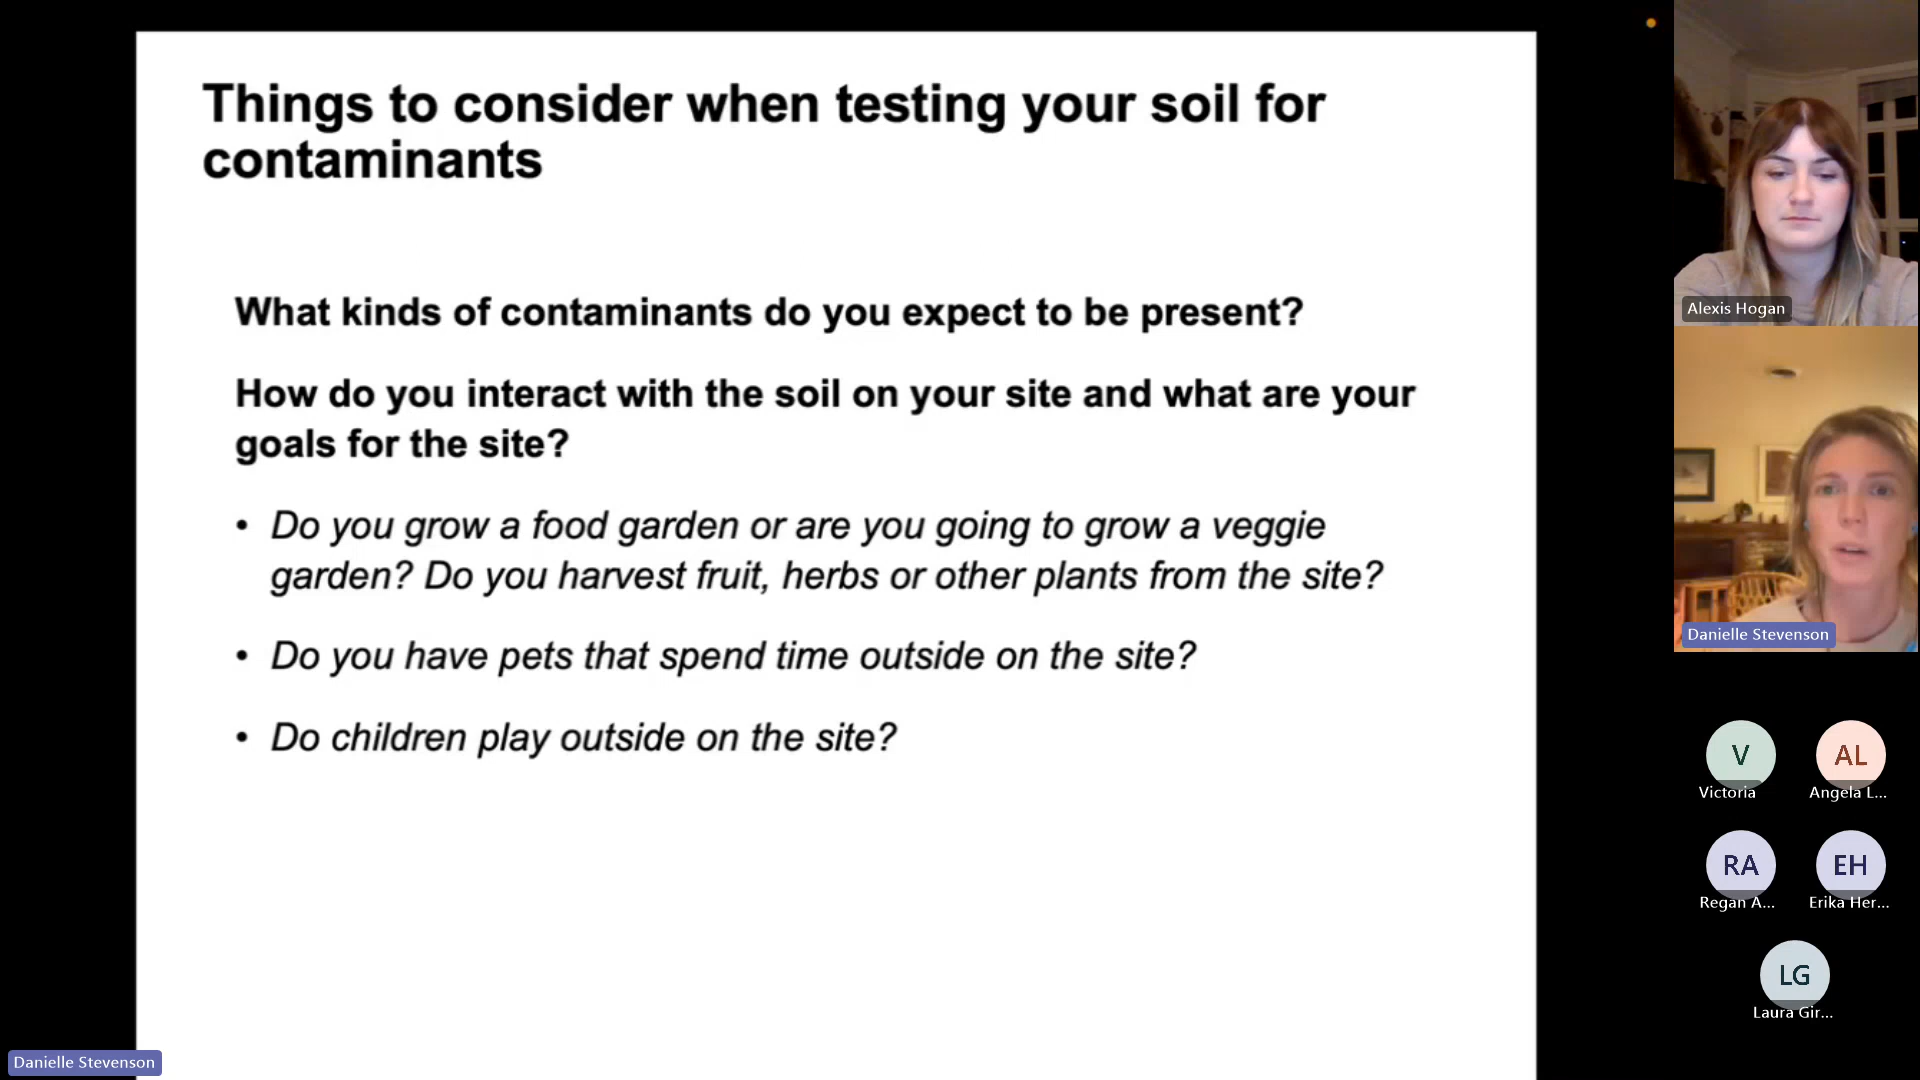 Things to consider when testing your soil for
contaminants
What kinds of contaminants do you expect to be present?
How do you interact with the soil on your site and what are your
goals for the site?
• Do you grow a food garden or are you going to grow a veggie
garden? Do you harvest fruit, herbs or other plants from the site?
• Do you have pets that spend time outside on the site?
• Do children play outside on the site?
Danielle Stevenson
Alexis Hogan
Danielle Stevenson
V
Victoria
AL
Angela L...
RA
Regan A...
EH
Erika Her...
LG
Laura Gir...